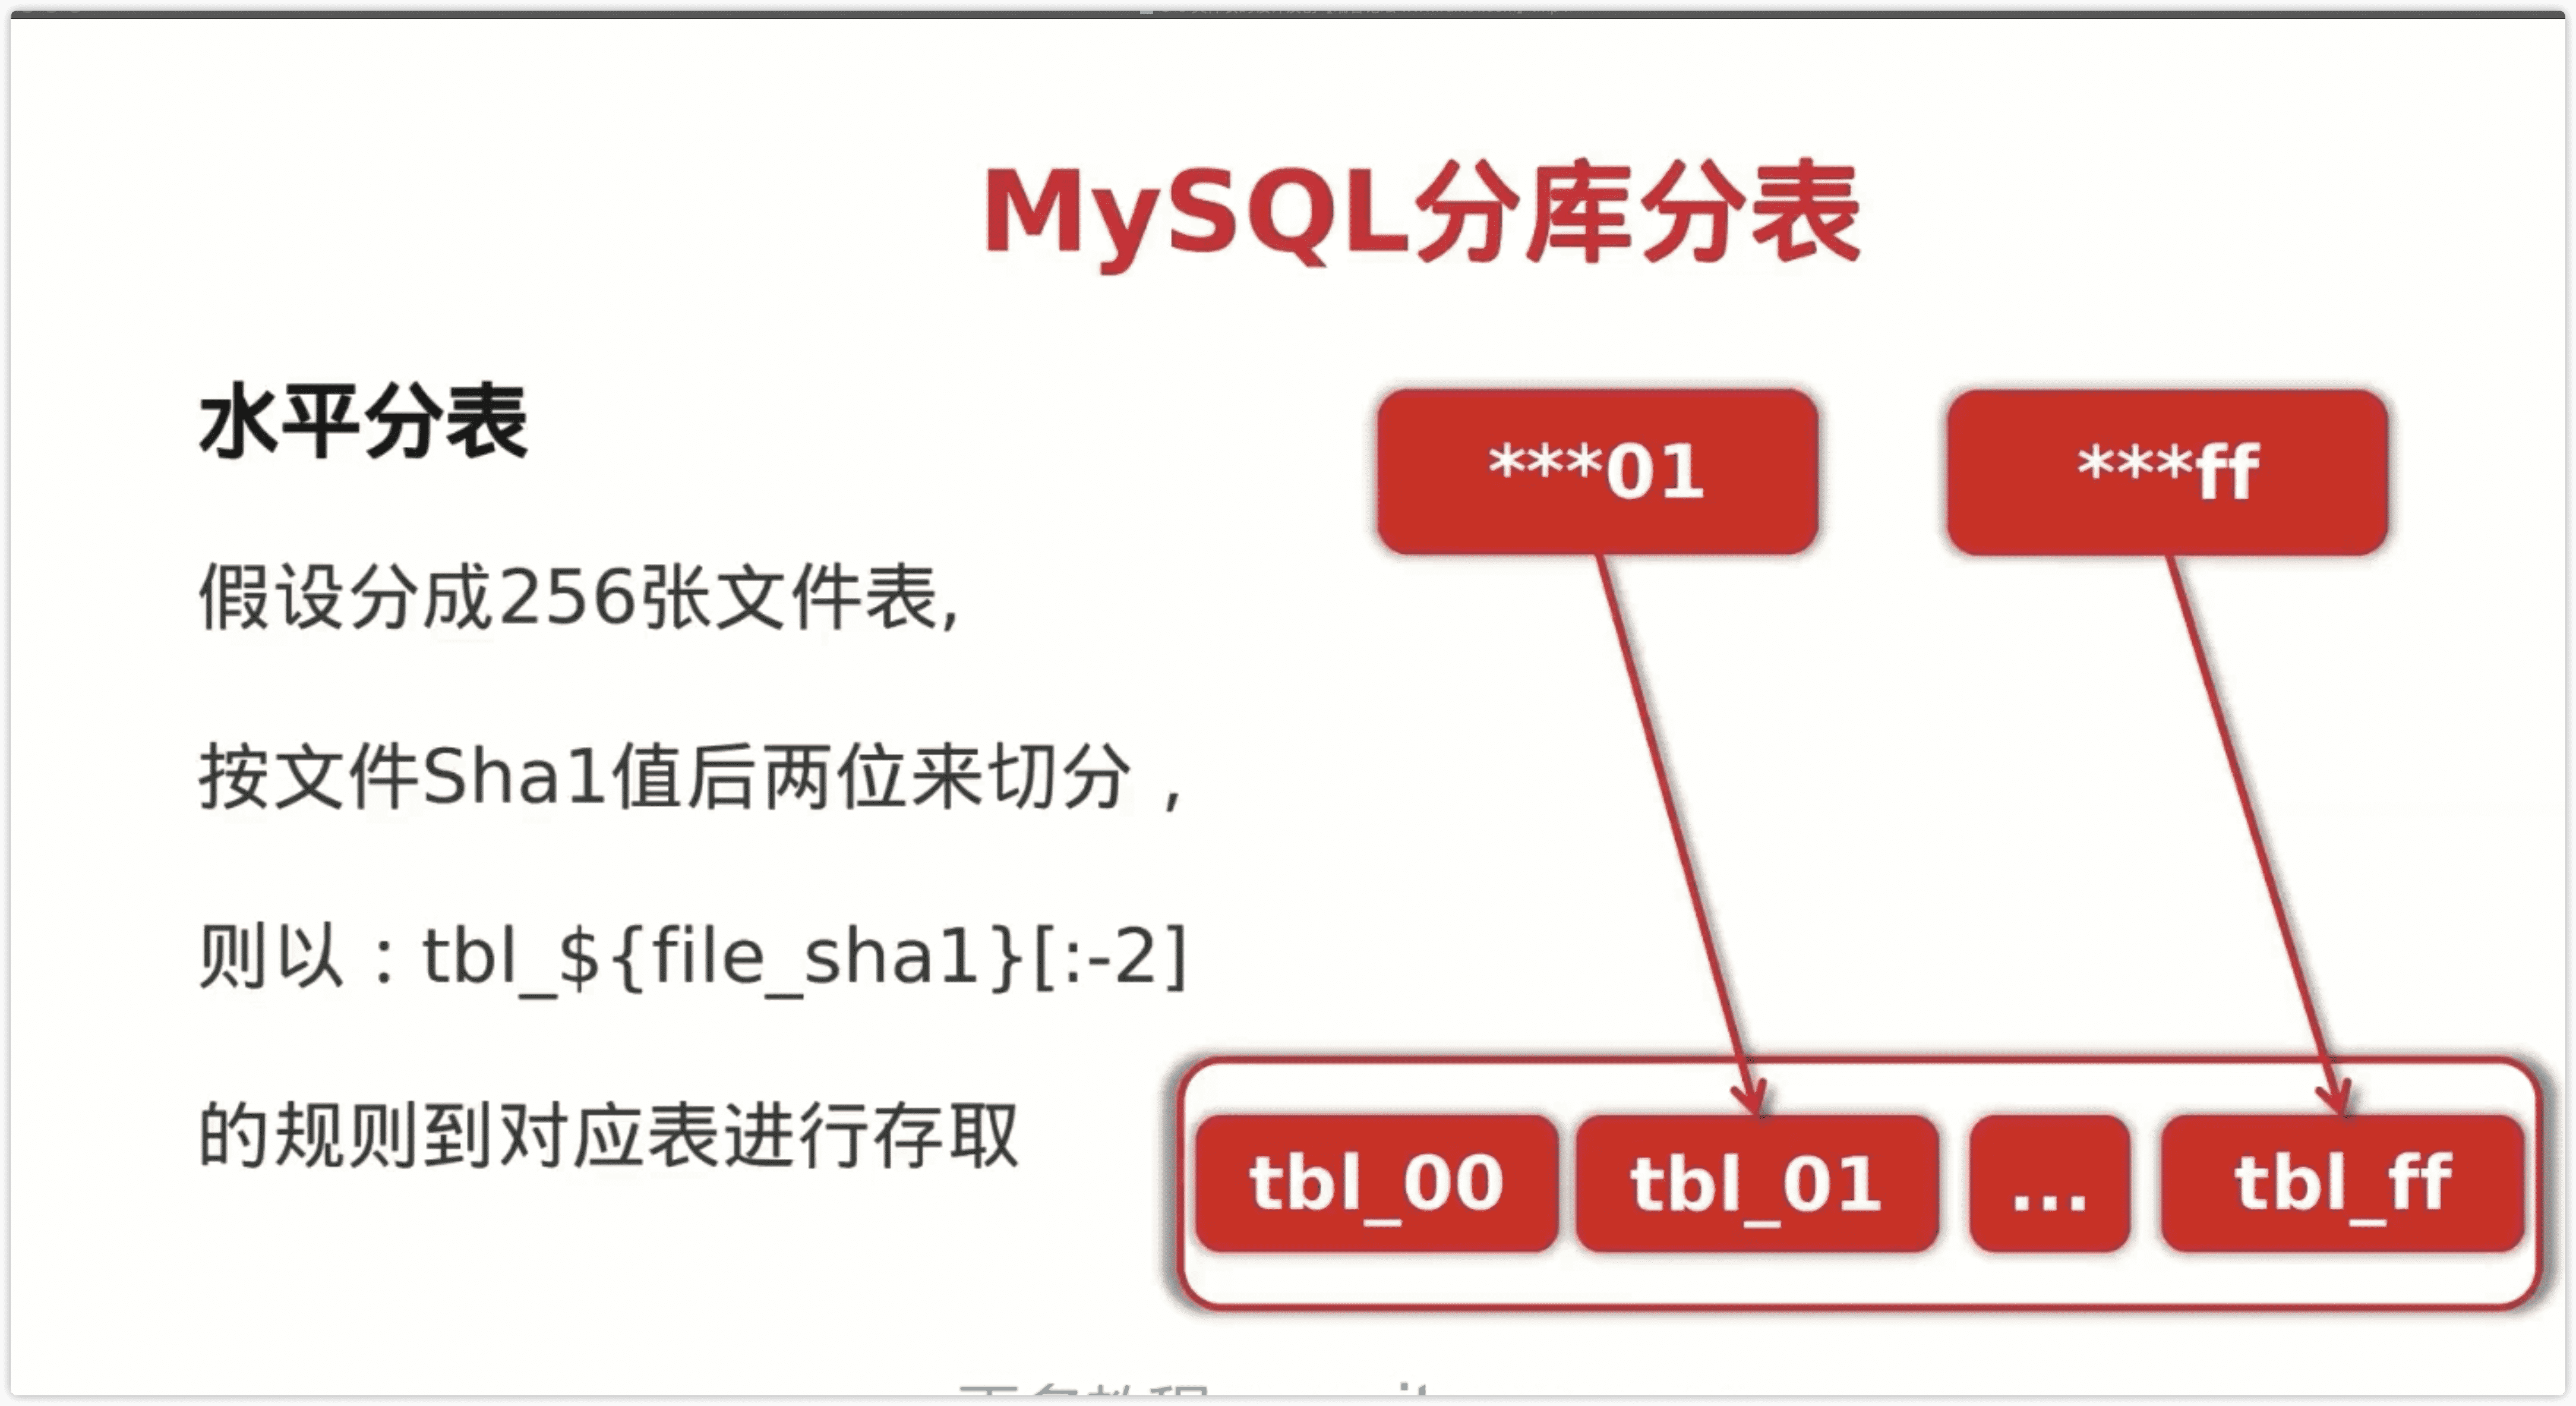 MySQL分库分表
水平分表
假设分成256张文件表,
按文件Sha1值后两位来切分，
则以：tbl_${file_sha1}[:-2]
的规则到对应表进行存取
***01
***ff
tbl_00
tbl_01
...
tbl_ff